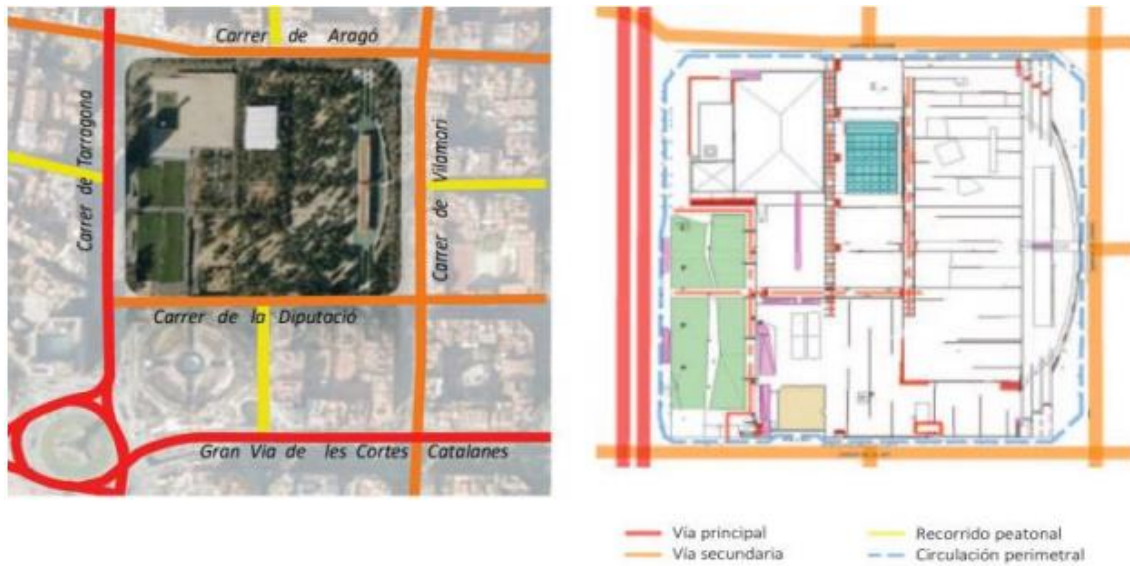 Carrer de Aragó
Carrer de Tarragona
Carrer de Vilamarí
Carrer de la Diputació
Gran Vía de les Cortes Catalanes
Vía principal
Recorrido peatonal
Vía secundaria
Circulación perimetral